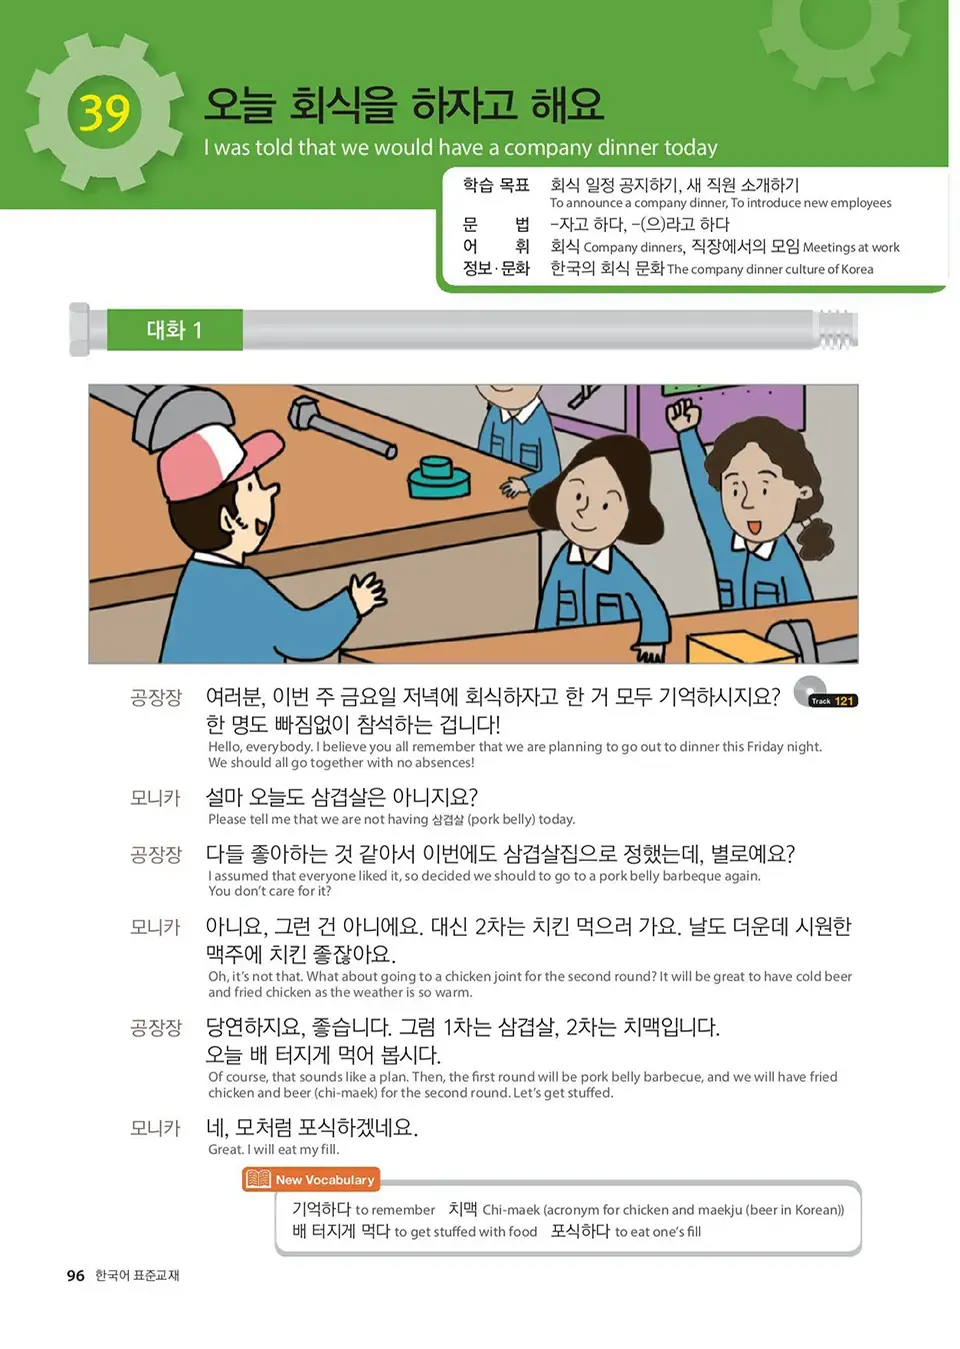 39
오늘 회식을 하자고 해요
I was told that we would have a company dinner today
학습 목표 회식 일정 공지하기, 새 직원 소개하기
To announce a company dinner, To introduce new employees
문 법 -자고 하다, -(으)라고 하다
어 휘 회식 Company dinners, 직장에서의 모임 Meetings at work
정보·문화 한국의 회식 문화 The company dinner culture of Korea
대화 1
공장장 여러분, 이번 주 금요일 저녁에 회식하자고 한 거 모두 기억하시지요?
Track 121
한 명도 빠짐없이 참석하는 겁니다!
Hello, everybody. I believe you all remember that we are planning to go out to dinner this Friday night.
We should all go together with no absences!
모니카 설마 오늘도 삼겹살은 아니지요?
Please tell me that we are not having 삼겹살 (pork belly) today.
공장장 다들 좋아하는 것 같아서 이번에도 삼겹살집으로 정했는데, 별로예요?
I assumed that everyone liked it, so decided we should to go to a pork belly barbeque again.
You don't care for it?
모니카 아니요, 그런 건 아니에요. 대신 2차는 치킨 먹으러 가요. 날도 더운데 시원한
맥주에 치킨 좋잖아요.
Oh, it's not that. What about going to a chicken joint for the second round? It will be great to have cold beer
and fried chicken as the weather is so warm.
공장장 당연하지요, 좋습니다. 그럼 1차는 삼겹살, 2차는 치맥입니다.
오늘 배 터지게 먹어 봅시다.
Of course, that sounds like a plan. Then, the first round will be pork belly barbecue, and we will have fried
chicken and beer (chi-maek) for the second round. Let's get stuffed.
모니카 네, 모처럼 포식하겠네요.
Great. I will eat my fill.
New Vocabulary
기억하다 to remember 치맥 Chi-maek (acronym for chicken and maekju (beer in Korean))
배 터지게 먹다 to get stuffed with food 포식하다 to eat one's fill
96 한국어 표준교재